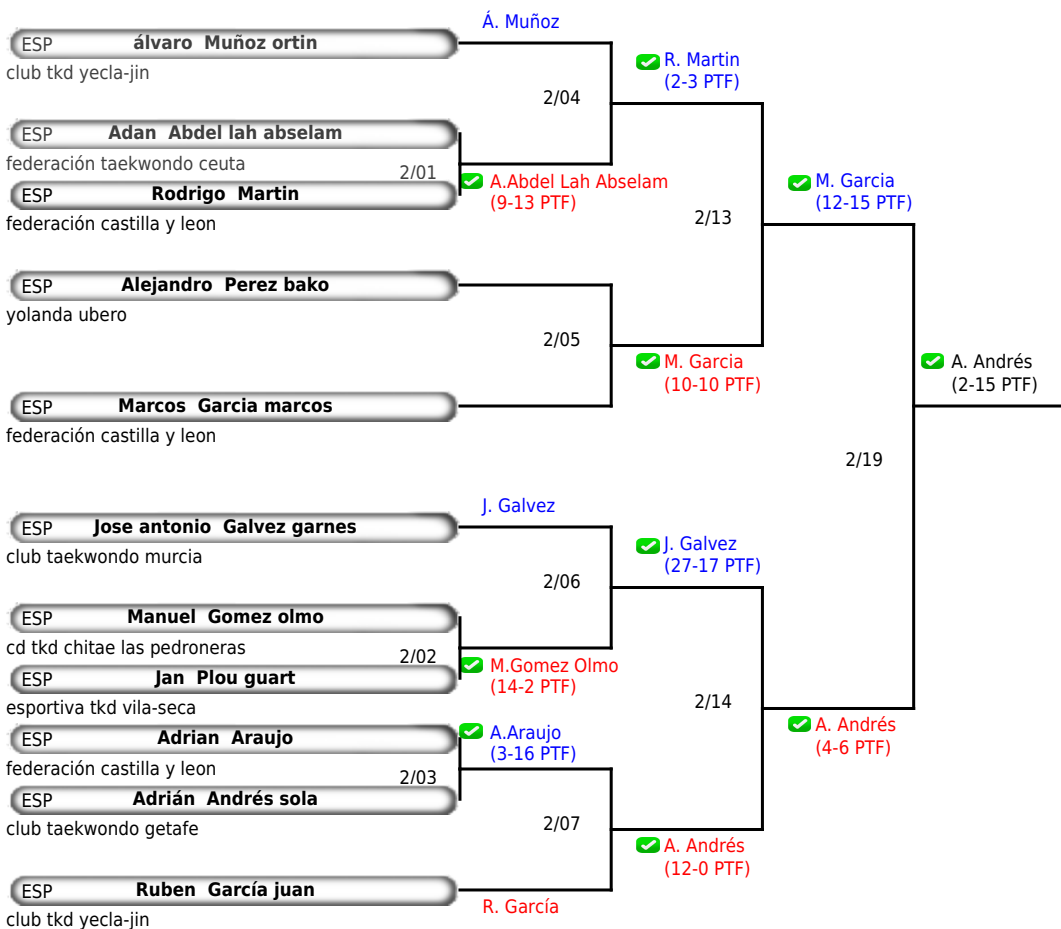 Á. Muñoz
ESP álvaro Muñoz ortin
club tkd yecla-jin
R. Martin
(2-3 PTF)
2/04
ESP Adan Abdel lah abselam
federación taekwondo ceuta
2/01
A.Abdel Lah Abselam
(9-13 PTF)
ESP Rodrigo Martin
federación castilla y leon
M. Garcia
(12-15 PTF)
2/13
ESP Alejandro Perez bako
yolanda ubero
2/05
M. Garcia
(10-10 PTF)
A. Andrés
(2-15 PTF)
ESP Marcos Garcia marcos
federación castilla y leon
2/19
J. Galvez
ESP Jose antonio Galvez garnes
club taekwondo murcia
J. Galvez
(27-17 PTF)
2/06
ESP Manuel Gomez olmo
cd tkd chitae las pedroneras
2/02
M.Gomez Olmo
(14-2 PTF)
ESP Jan Plou guart
esportiva tkd vila-seca
2/14
A. Andrés
(4-6 PTF)
ESP Adrian Araujo
federación castilla y leon
A.Araujo
(3-16 PTF)
2/03
ESP Adrián Andrés sola
club taekwondo getafe
2/07
A. Andrés
(12-0 PTF)
ESP Ruben García juan
R. García
club tkd yecla-jin